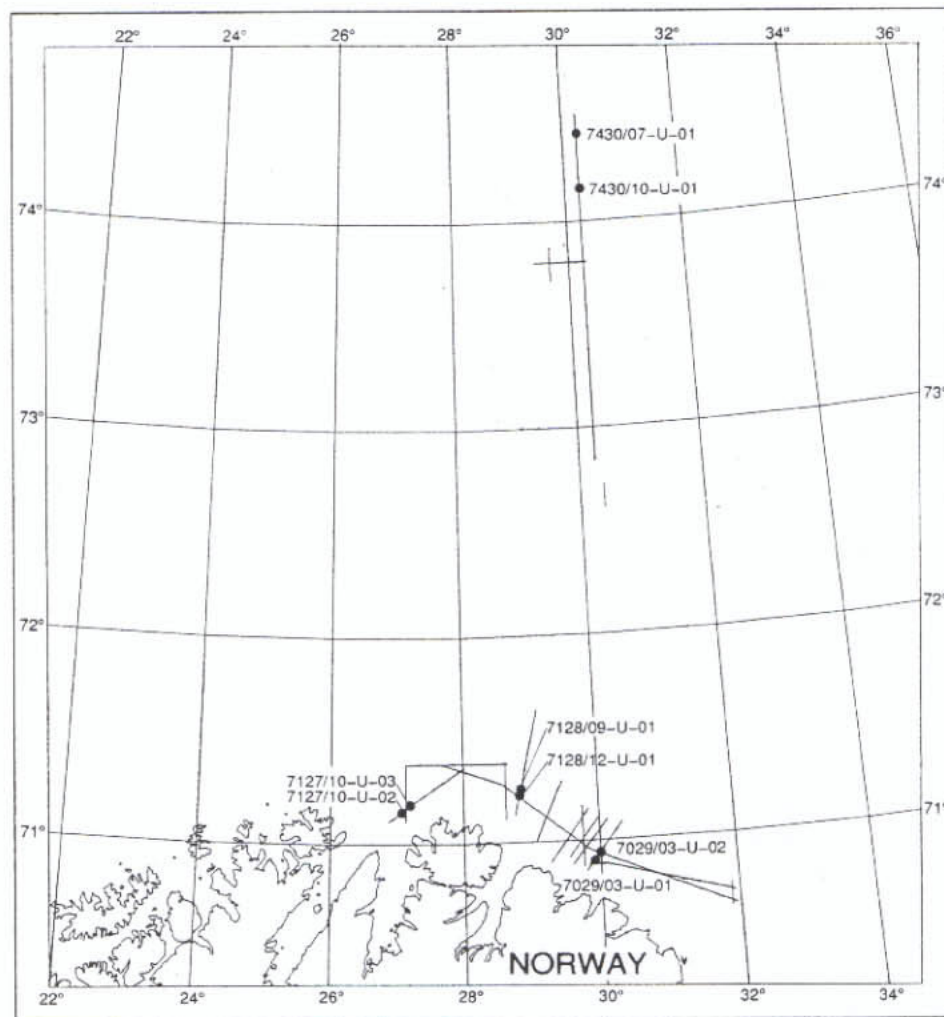 22° 24° 26° 28° 30° 32° 34° 36°
7430/07-U-01
7430/10-U-01
74° 74°
73° 73°
72° 72°
7128/09-U-01
7128/12-U-01
7127/10-U-03
7127/10-U-02
71° 71°
7029/03-U-02
7029/03-U-01
NORWAY
22° 24° 26° 28° 30° 32° 34°